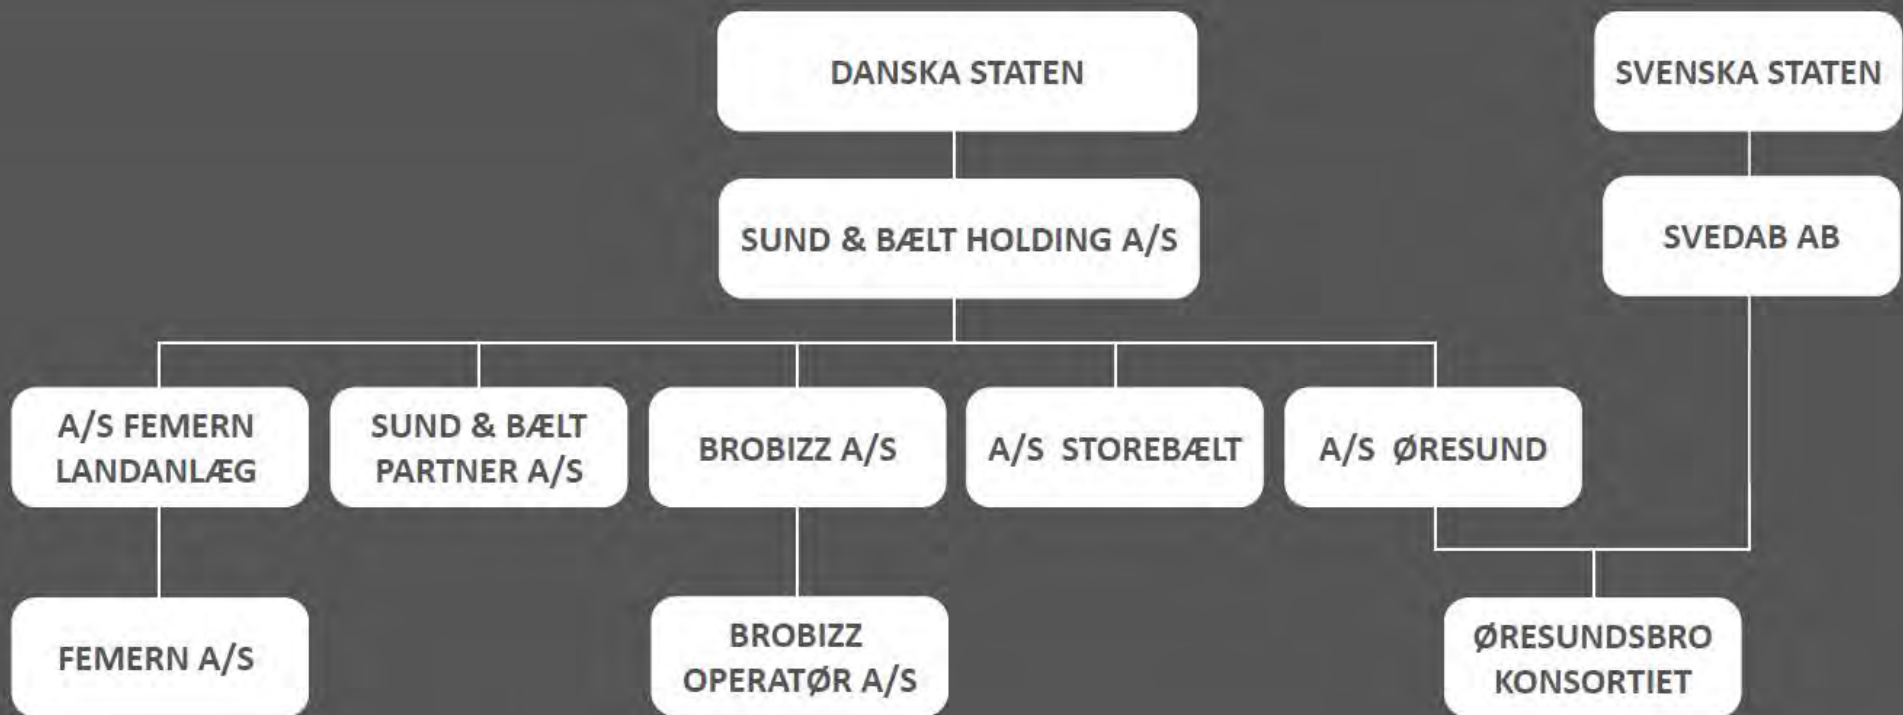 DANSKA STATEN
SVENSKA STATEN
SUND & BÆLT HOLDING A/S
SVEDAB AB
A/S FEMERN
LANDANLÆG
SUND & BÆLT
PARTNER A/S
BROBIZZ A/S
A/S STOREBÆLT
A/S ØRESUND
FEMERN A/S
BROBIZZ
OPERATØR A/S
ØRESUNDSBRO
KONSORTIET